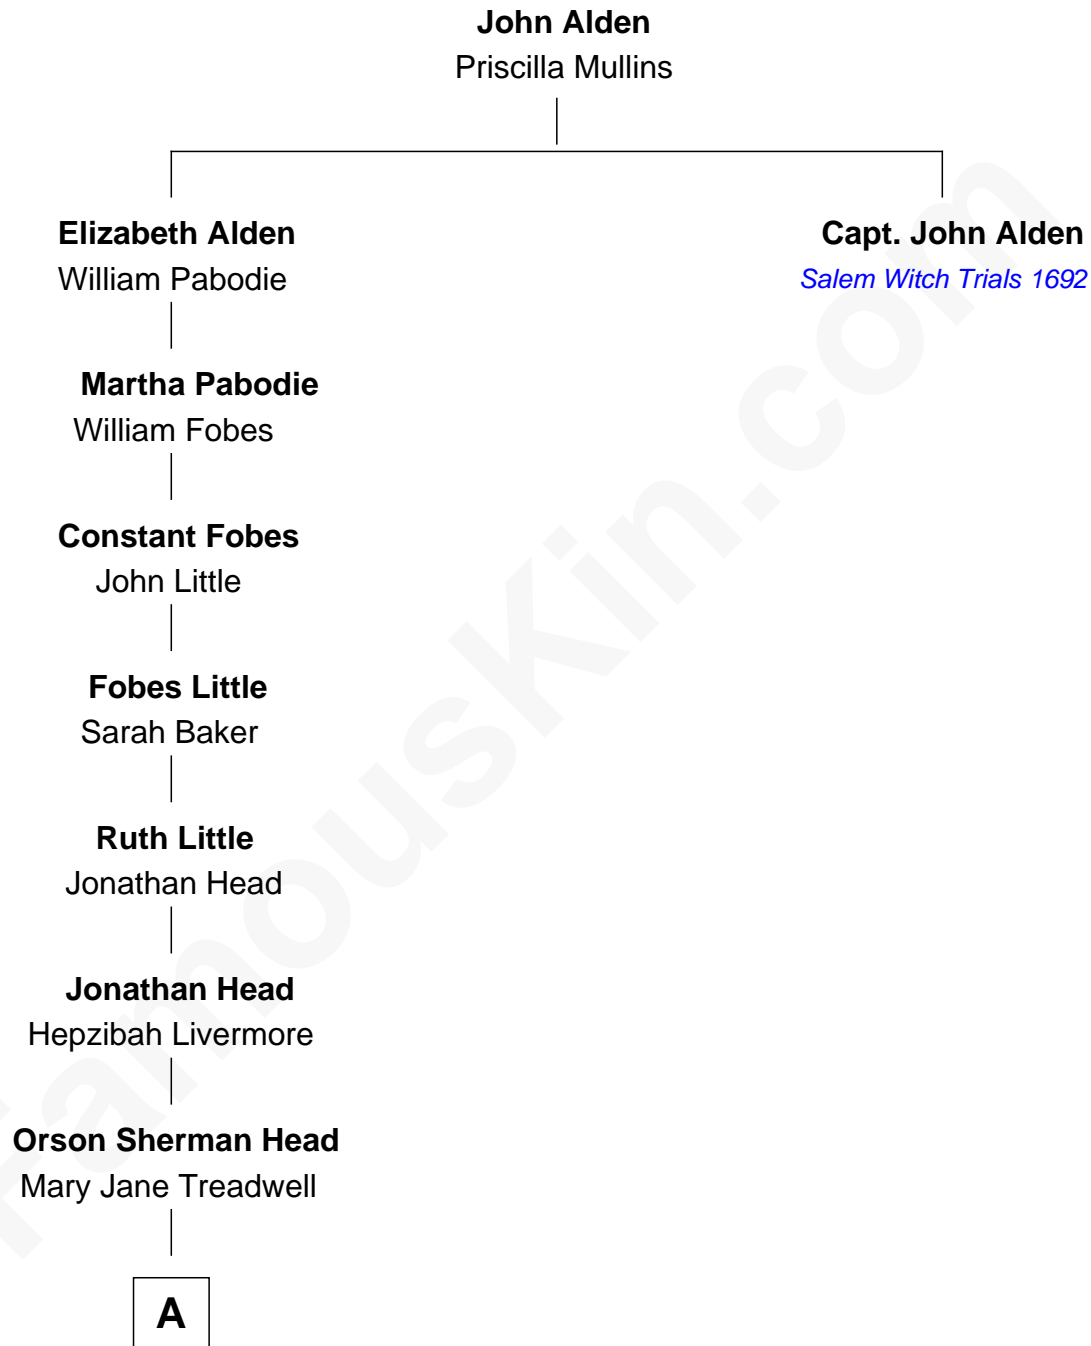 John Alden
Priscilla Mullins
Elizabeth Alden
William Pabodie
Capt. John Alden
Salem Witch Trials 1692
Martha Pabodie
William Fobes
Constant Fobes
John Little
Fobes Little
Sarah Baker
Ruth Little
Jonathan Head
Jonathan Head
Hepzibah Livermore
Orson Sherman Head
Mary Jane Treadwell
A
FamousKin.com